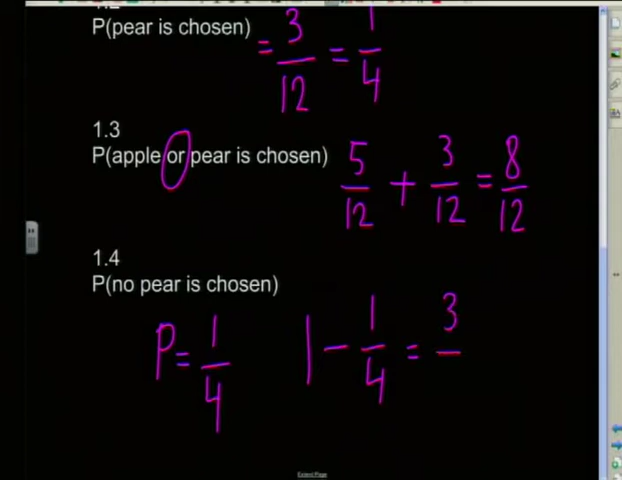 P(pear is chosen) = 3/12 = 1/4
1.3
P(apple or pear is chosen) 5/12 + 3/12 = 8/12
1.4
P(no pear is chosen)
P = 1/4 1 - 1/4 = 3/
Extend Page